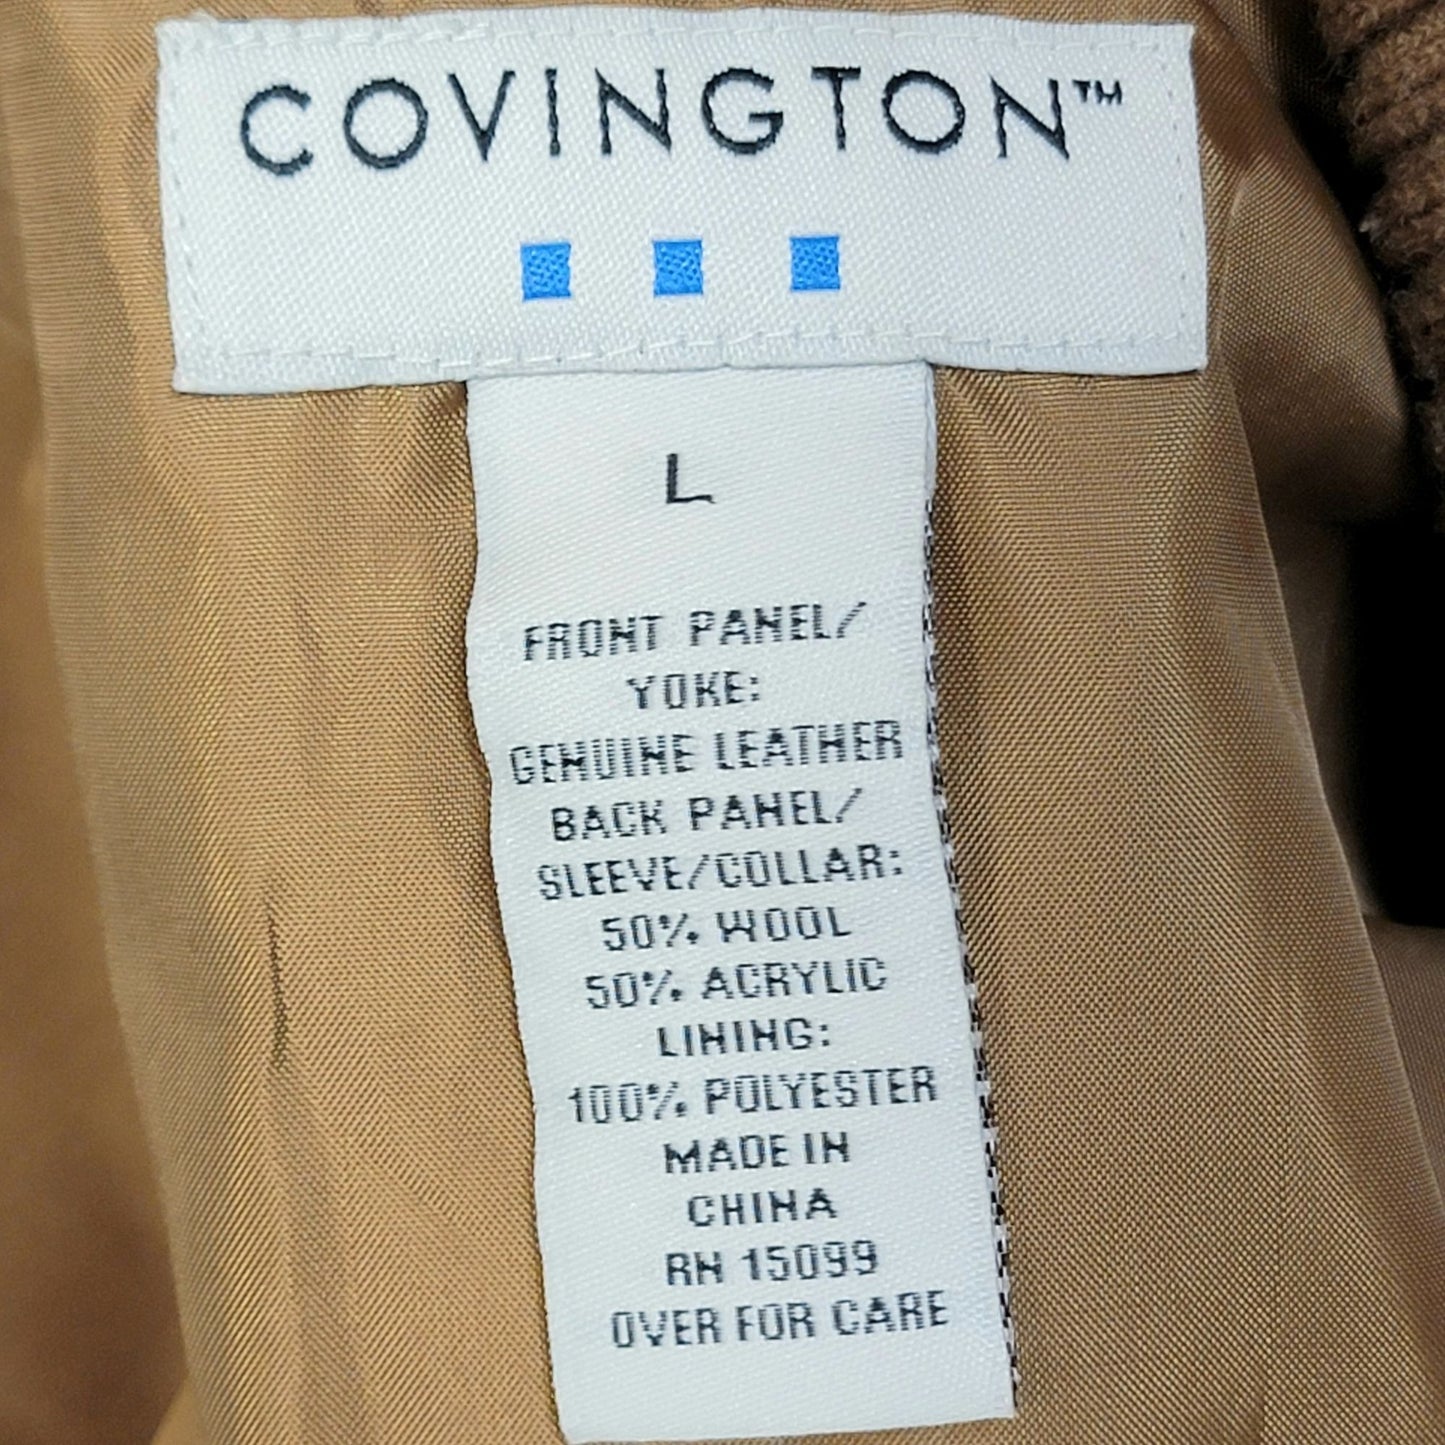 COVINGTON™
L
FRONT PANEL/
YOKE:
GENUINE LEATHER
BACK PANEL/
SLEEVE/COLLAR:
50% WOOL
50% ACRYLIC
LINING:
100% POLYESTER
MADE IN
CHINA
RN 15099
OVER FOR CARE